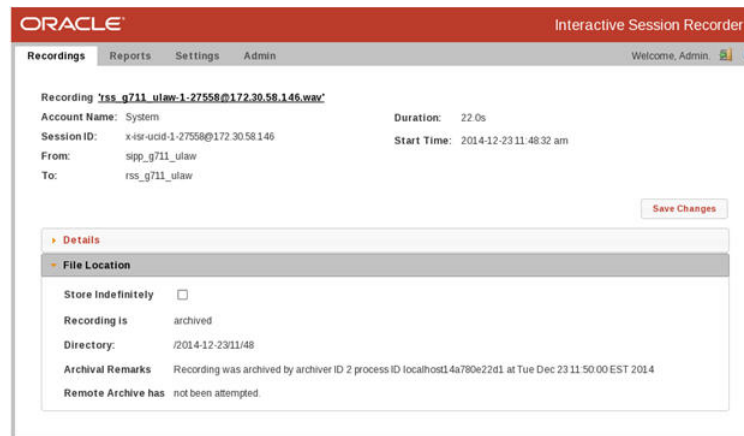 ORACLE
Interactive Session Recorder
Recordings Reports Settings Admin Welcome, Admin.
Recording 'rss_g711_ulaw-1-27558@172.30.58.146.wav'
Account Name: System Duration: 22.0s
Session ID: x-isr-ucid-1-27558@172.30.58.146 Start Time: 2014-12-23 11:48:32 am
From: sipp_g711_ulaw
To: rss_g711_ulaw
Save Changes
Details
File Location
Store Indefinitely
Recording is archived
Directory: /2014-12-23/11/48
Archival Remarks Recording was archived by archiver ID 2 process ID localhost14a780e22d1 at Tue Dec 23 11:50:00 EST 2014
Remote Archive has not been attempted.